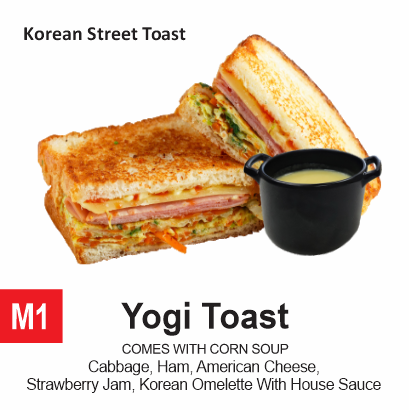 Korean Street Toast
M1
Yogi Toast
COMES WITH CORN SOUP
Cabbage, Ham, American Cheese,
Strawberry Jam, Korean Omelette With House Sauce